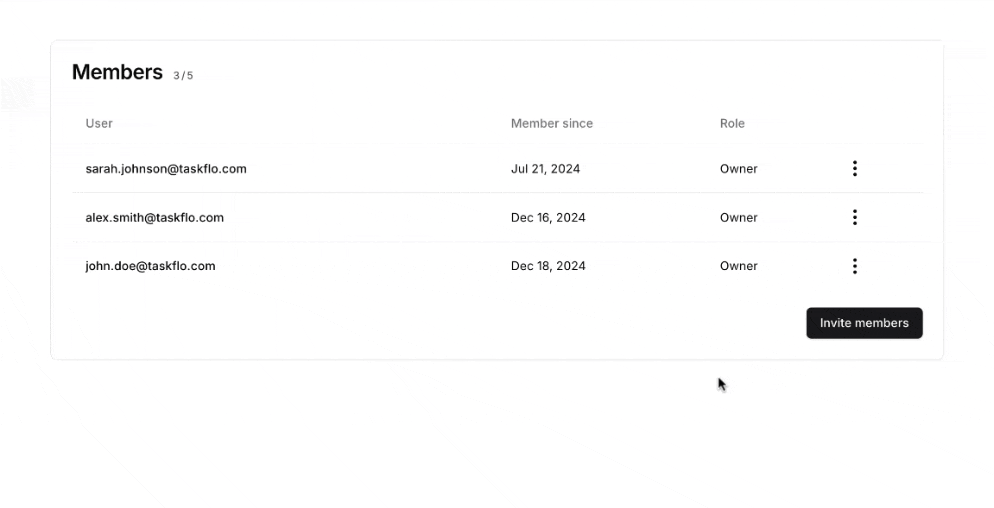 Members 3/5
User Member since Role
sarah.johnson@taskflo.com Jul 21, 2024 Owner
alex.smith@taskflo.com Dec 16, 2024 Owner
john.doe@taskflo.com Dec 18, 2024 Owner
Invite members